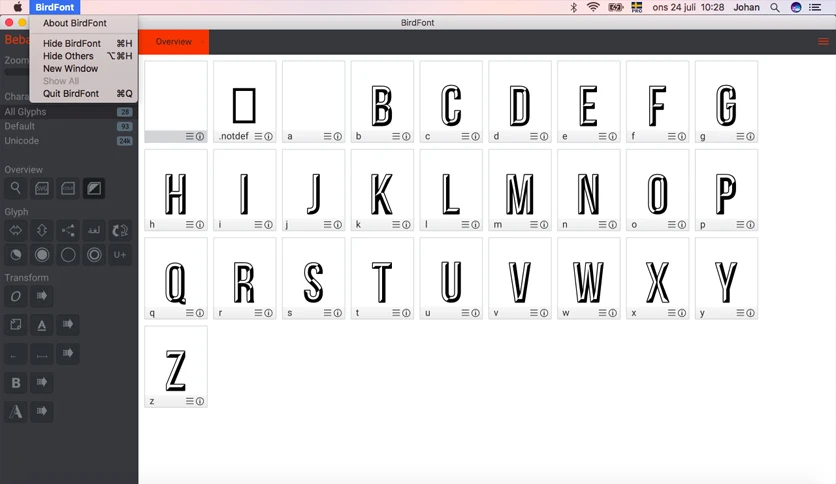 BirdFont
ons 24 juli 10:28 Johan
About BirdFont
Hide BirdFont ⌘H
Hide Others ⌥⌘H
New Window
Show All
Quit BirdFont ⌘Q
BirdFont
Beba
Overview
Zoom
Chara
All Glyphs 28
Default 93
Unicode 24k
Overview
Glyph
U+
Transform
O
A
B
A
.notdef
a
B
b
C
c
D
d
E
e
F
f
G
g
H
h
I
i
J
j
K
k
L
l
M
m
N
n
O
o
P
p
Q
q
R
r
S
s
T
t
U
u
V
v
W
w
X
x
Y
y
Z
z